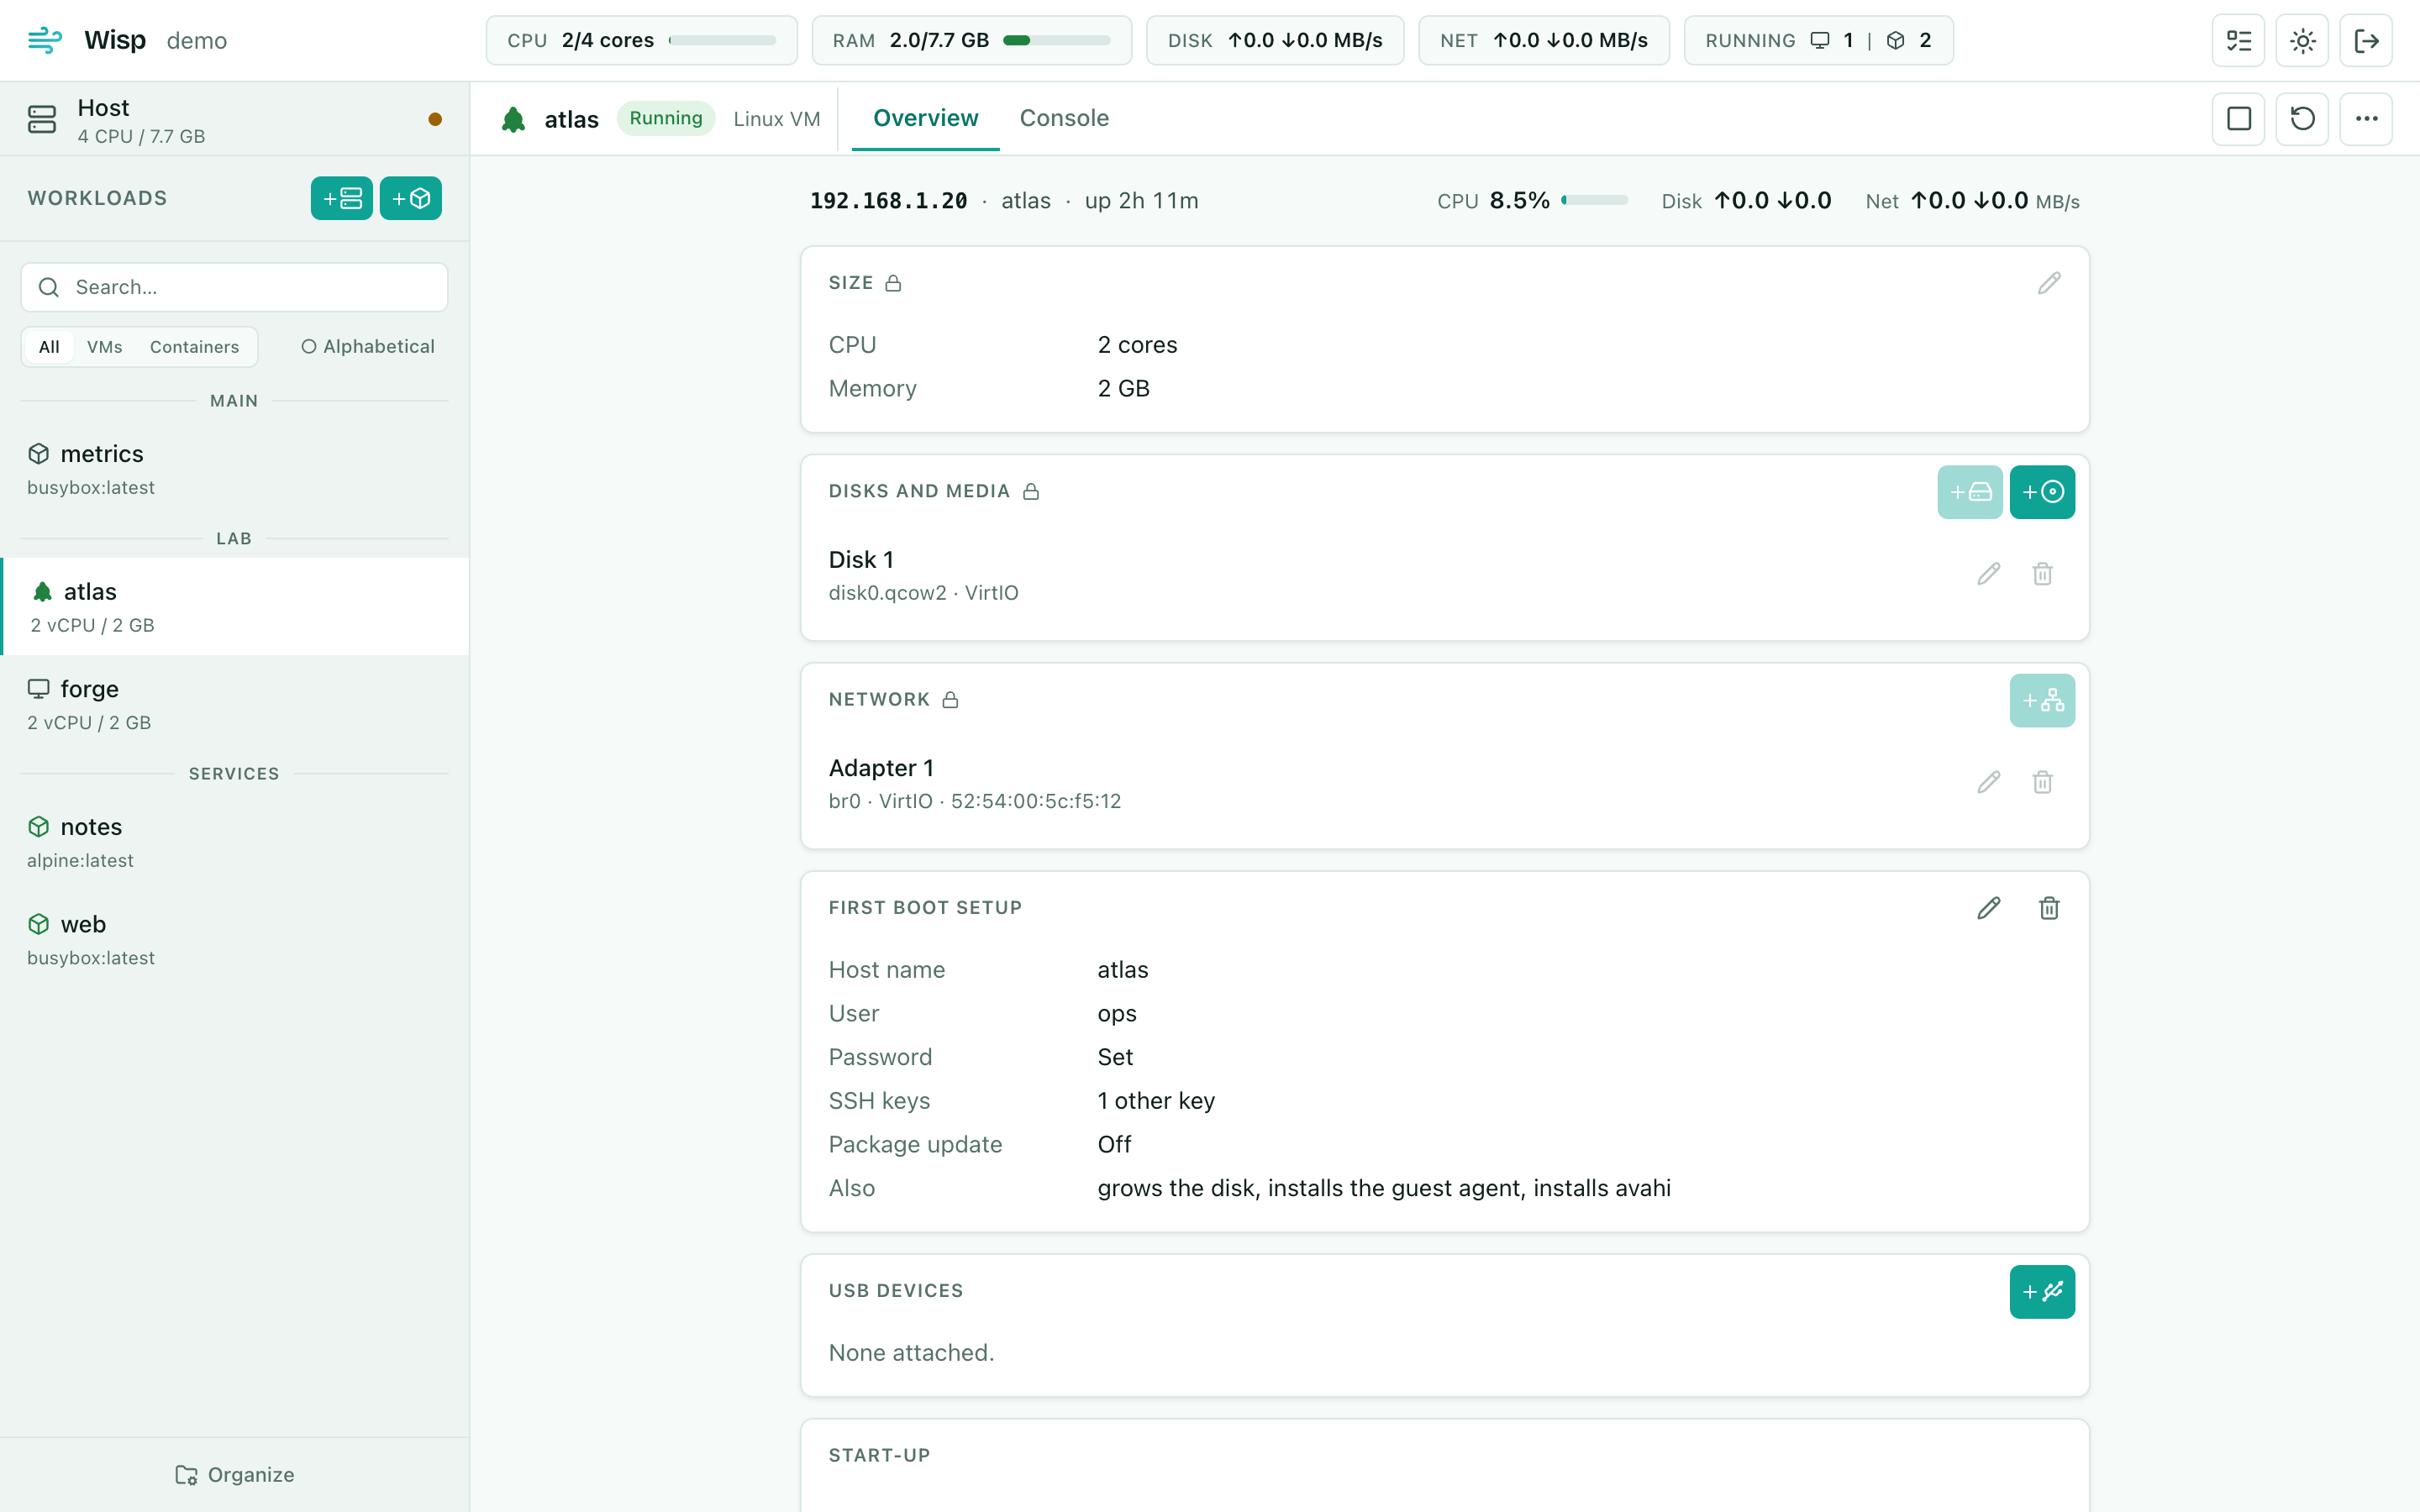 Wisp demo
CPU 2/4 cores
RAM 2.0/7.7 GB
DISK ↑0.0 ↓0.0 MB/s
NET ↑0.0 ↓0.0 MB/s
RUNNING 1 | 2
Host
4 CPU / 7.7 GB
WORKLOADS
+
+
Search...
All VMs Containers Alphabetical
MAIN
metrics
busybox:latest
LAB
atlas
2 vCPU / 2 GB
forge
2 vCPU / 2 GB
SERVICES
notes
alpine:latest
web
busybox:latest
Organize
atlas Running Linux VM Overview Console
192.168.1.20 · atlas · up 2h 11m
CPU 8.5% Disk ↑0.0 ↓0.0 Net ↑0.0 ↓0.0 MB/s
SIZE
CPU 2 cores
Memory 2 GB
DISKS AND MEDIA
+
+
Disk 1
disk0.qcow2 · VirtIO
NETWORK
+
Adapter 1
br0 · VirtIO · 52:54:00:5c:f5:12
FIRST BOOT SETUP
Host name atlas
User ops
Password Set
SSH keys 1 other key
Package update Off
Also grows the disk, installs the guest agent, installs avahi
USB DEVICES
+
None attached.
START-UP